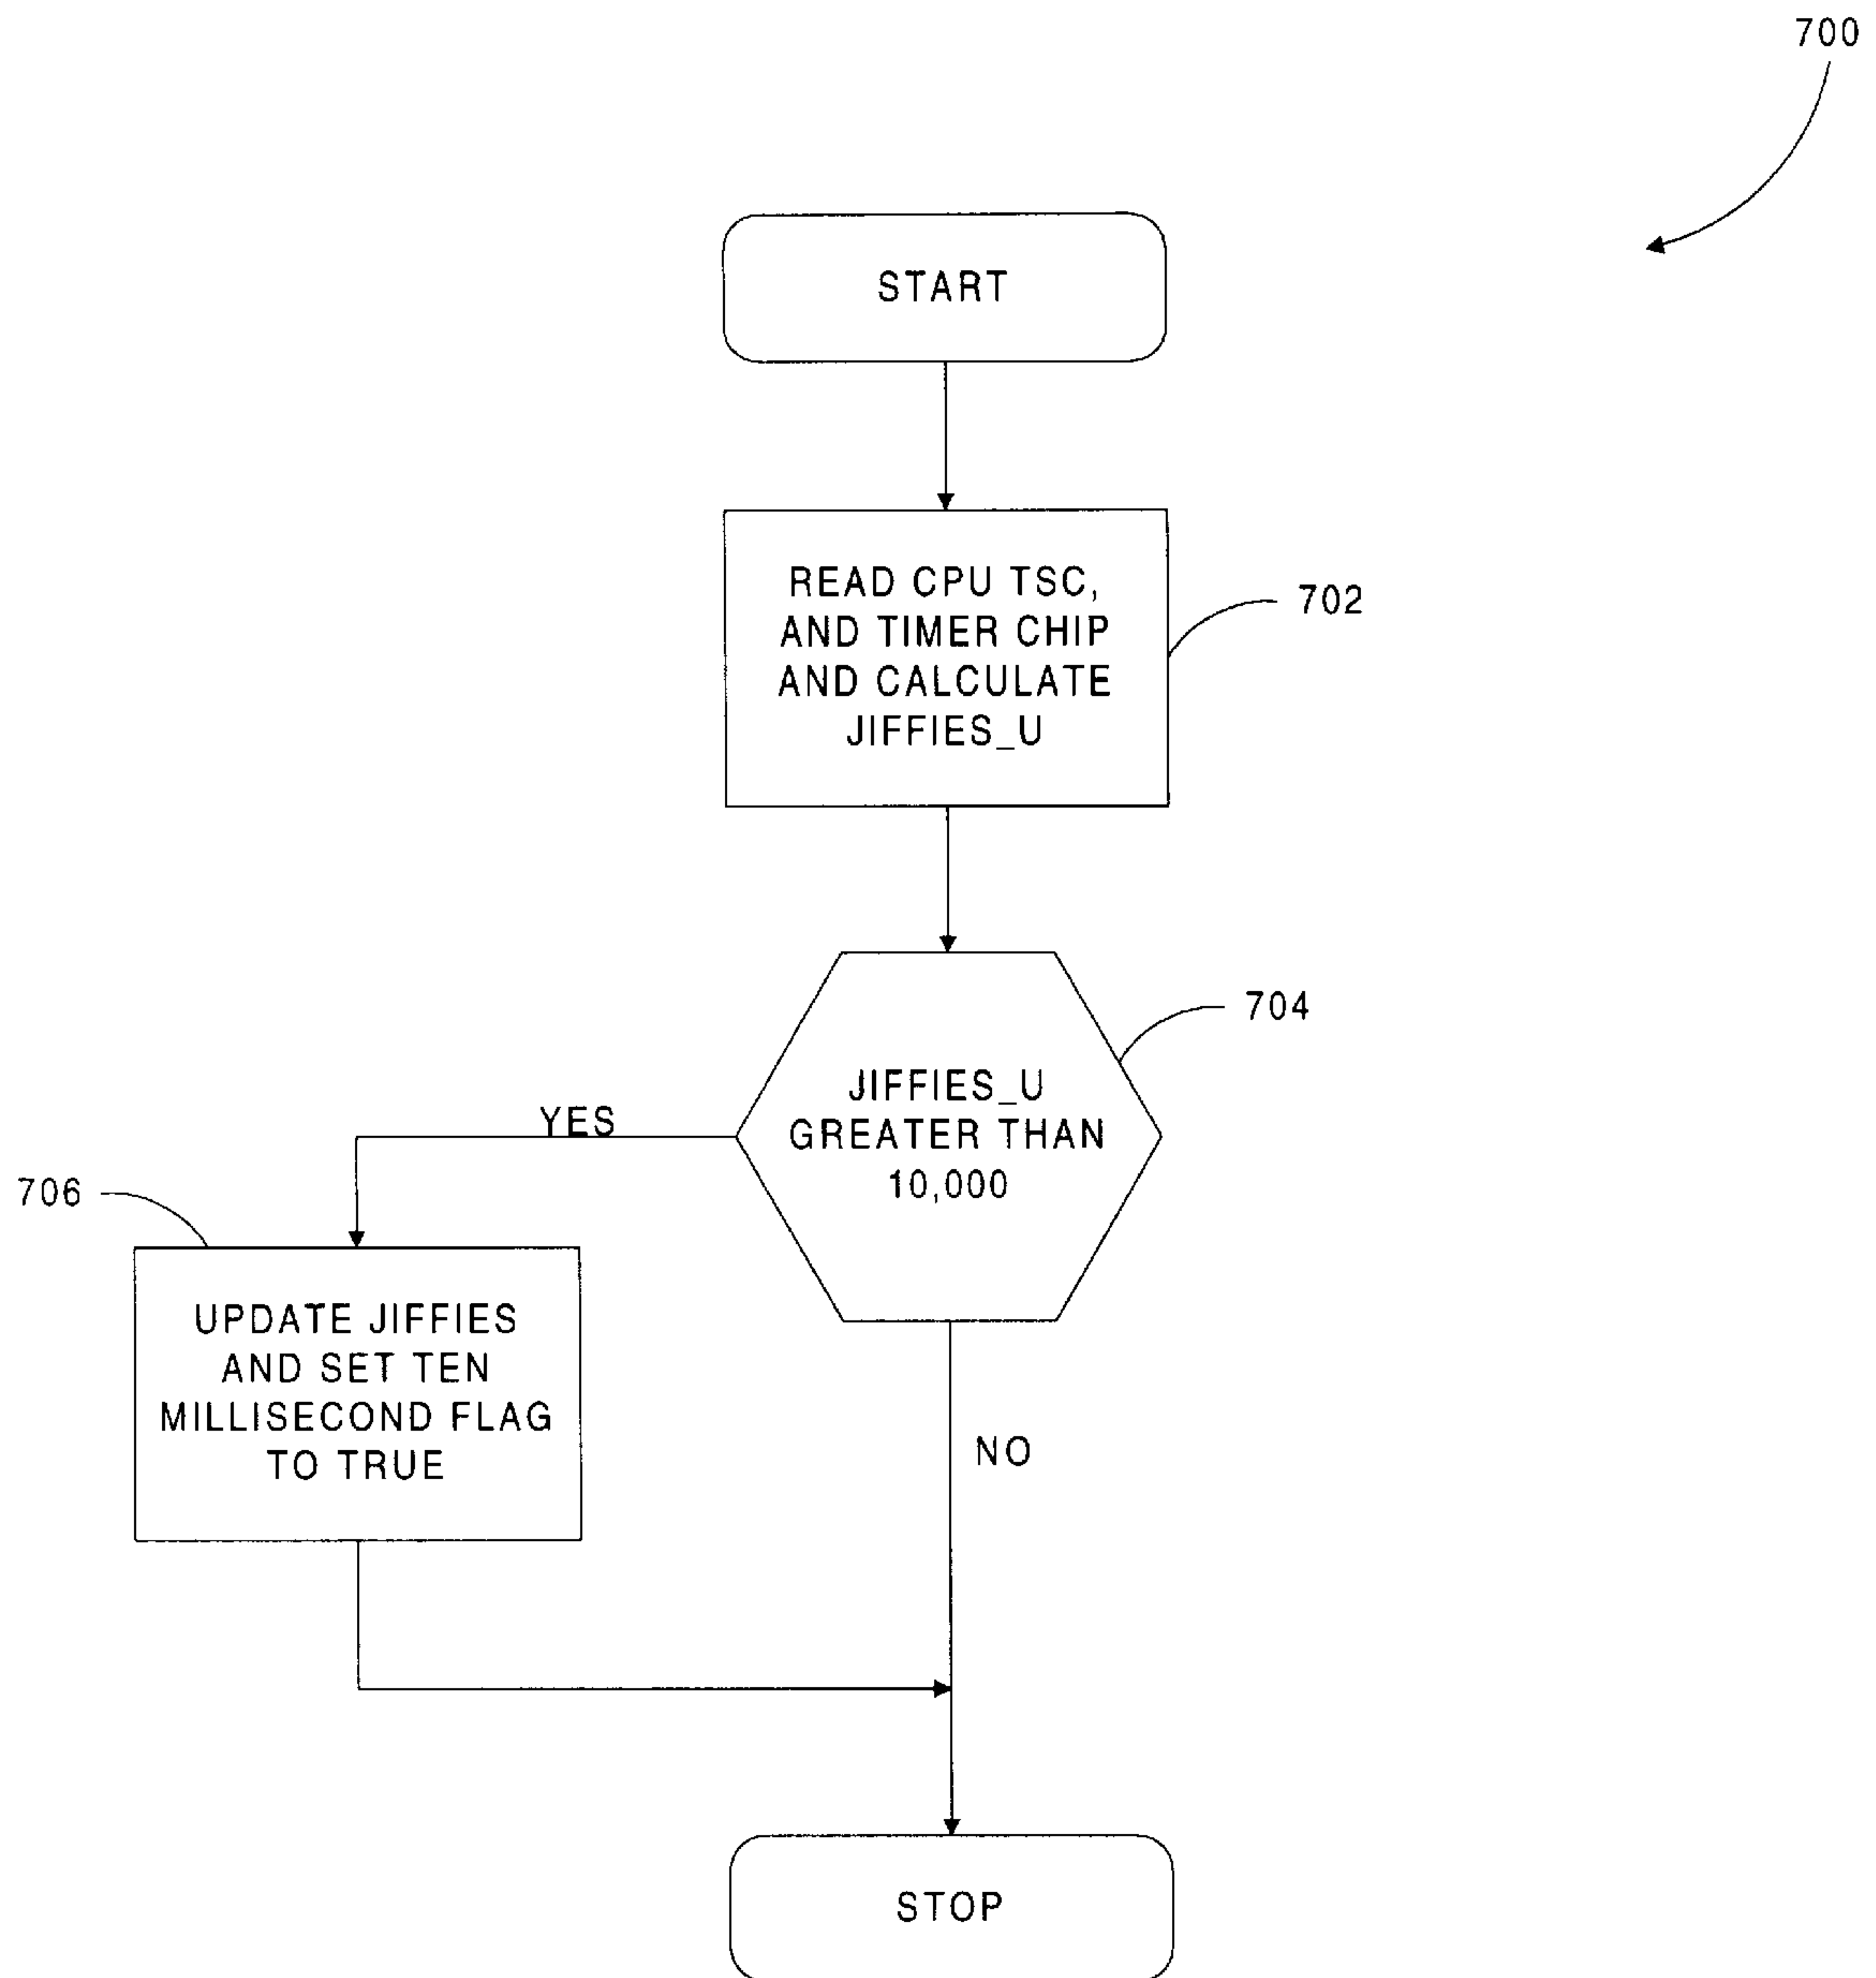 700
START
READ CPU TSC,
AND TIMER CHIP
AND CALCULATE
JIFFIES_U
702
704
JIFFIES_U
GREATER THAN
10,000
YES
706
UPDATE JIFFIES
AND SET TEN
MILLISECOND FLAG
TO TRUE
NO
STOP